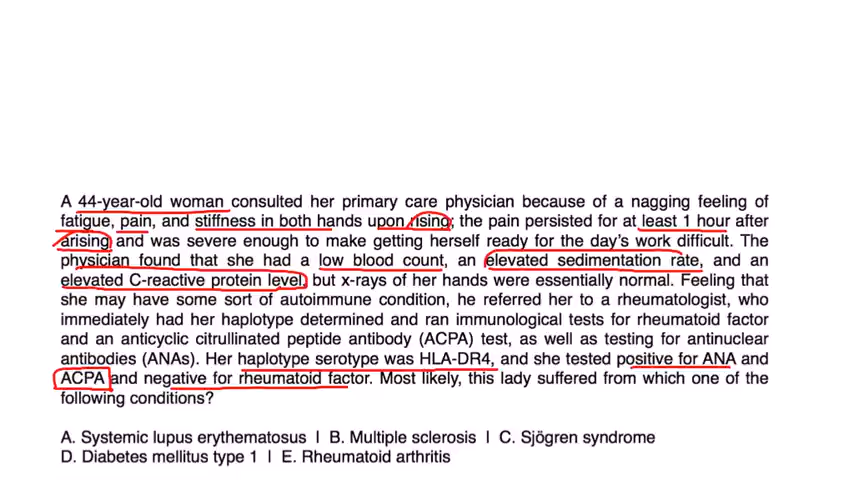 A 44-year-old woman consulted her primary care physician because of a nagging feeling of
fatigue, pain, and stiffness in both hands upon rising; the pain persisted for at least 1 hour after
arising and was severe enough to make getting herself ready for the day's work difficult. The
physician found that she had a low blood count, an elevated sedimentation rate, and an
elevated C-reactive protein level, but x-rays of her hands were essentially normal. Feeling that
she may have some sort of autoimmune condition, he referred her to a rheumatologist, who
immediately had her haplotype determined and ran immunological tests for rheumatoid factor
and an anticyclic citrullinated peptide antibody (ACPA) test, as well as testing for antinuclear
antibodies (ANAs). Her haplotype serotype was HLA-DR4, and she tested positive for ANA and
ACPA and negative for rheumatoid factor. Most likely, this lady suffered from which one of the
following conditions?
A. Systemic lupus erythematosus I B. Multiple sclerosis I C. Sjögren syndrome
D. Diabetes mellitus type 1 I E. Rheumatoid arthritis